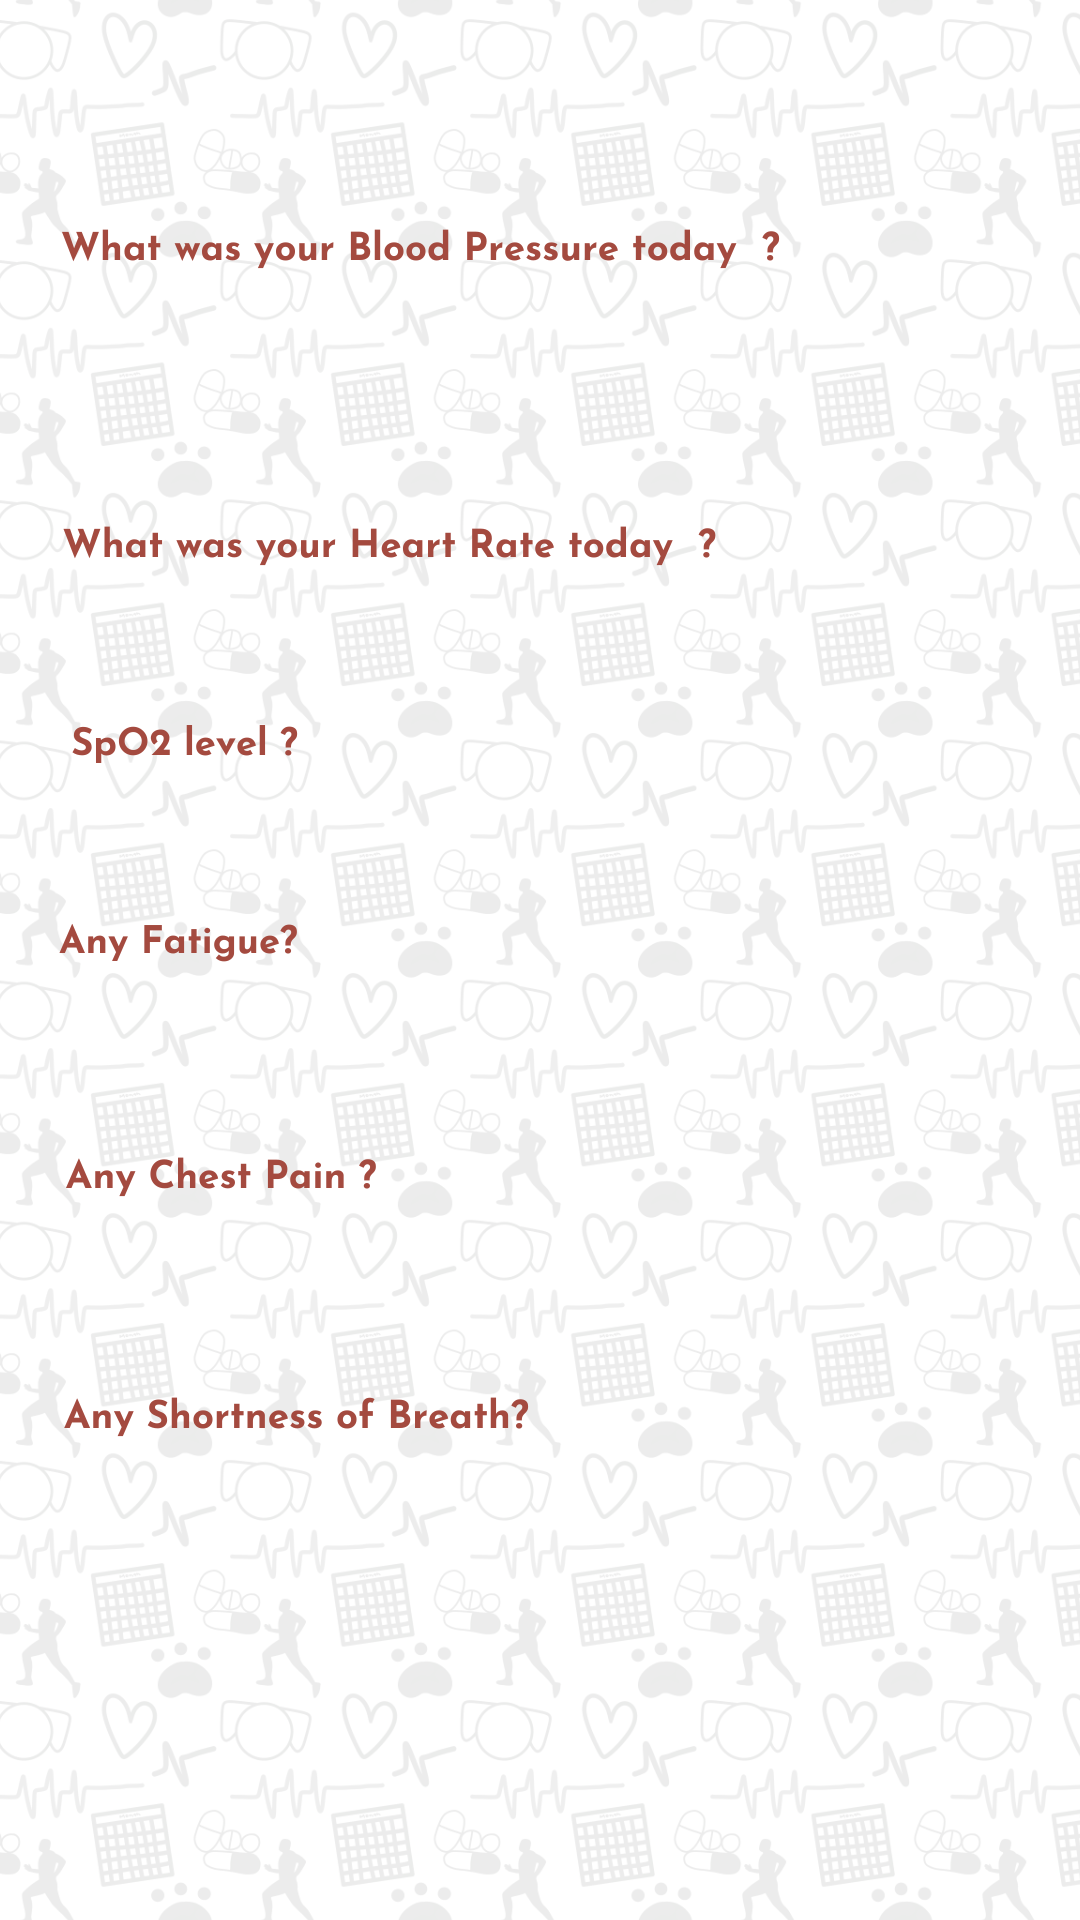 What was your Blood Pressure today  ?
What was your Heart Rate today  ?
SpO2 level ?
Any Fatigue?
Any Chest Pain ?
Any Shortness of Breath?